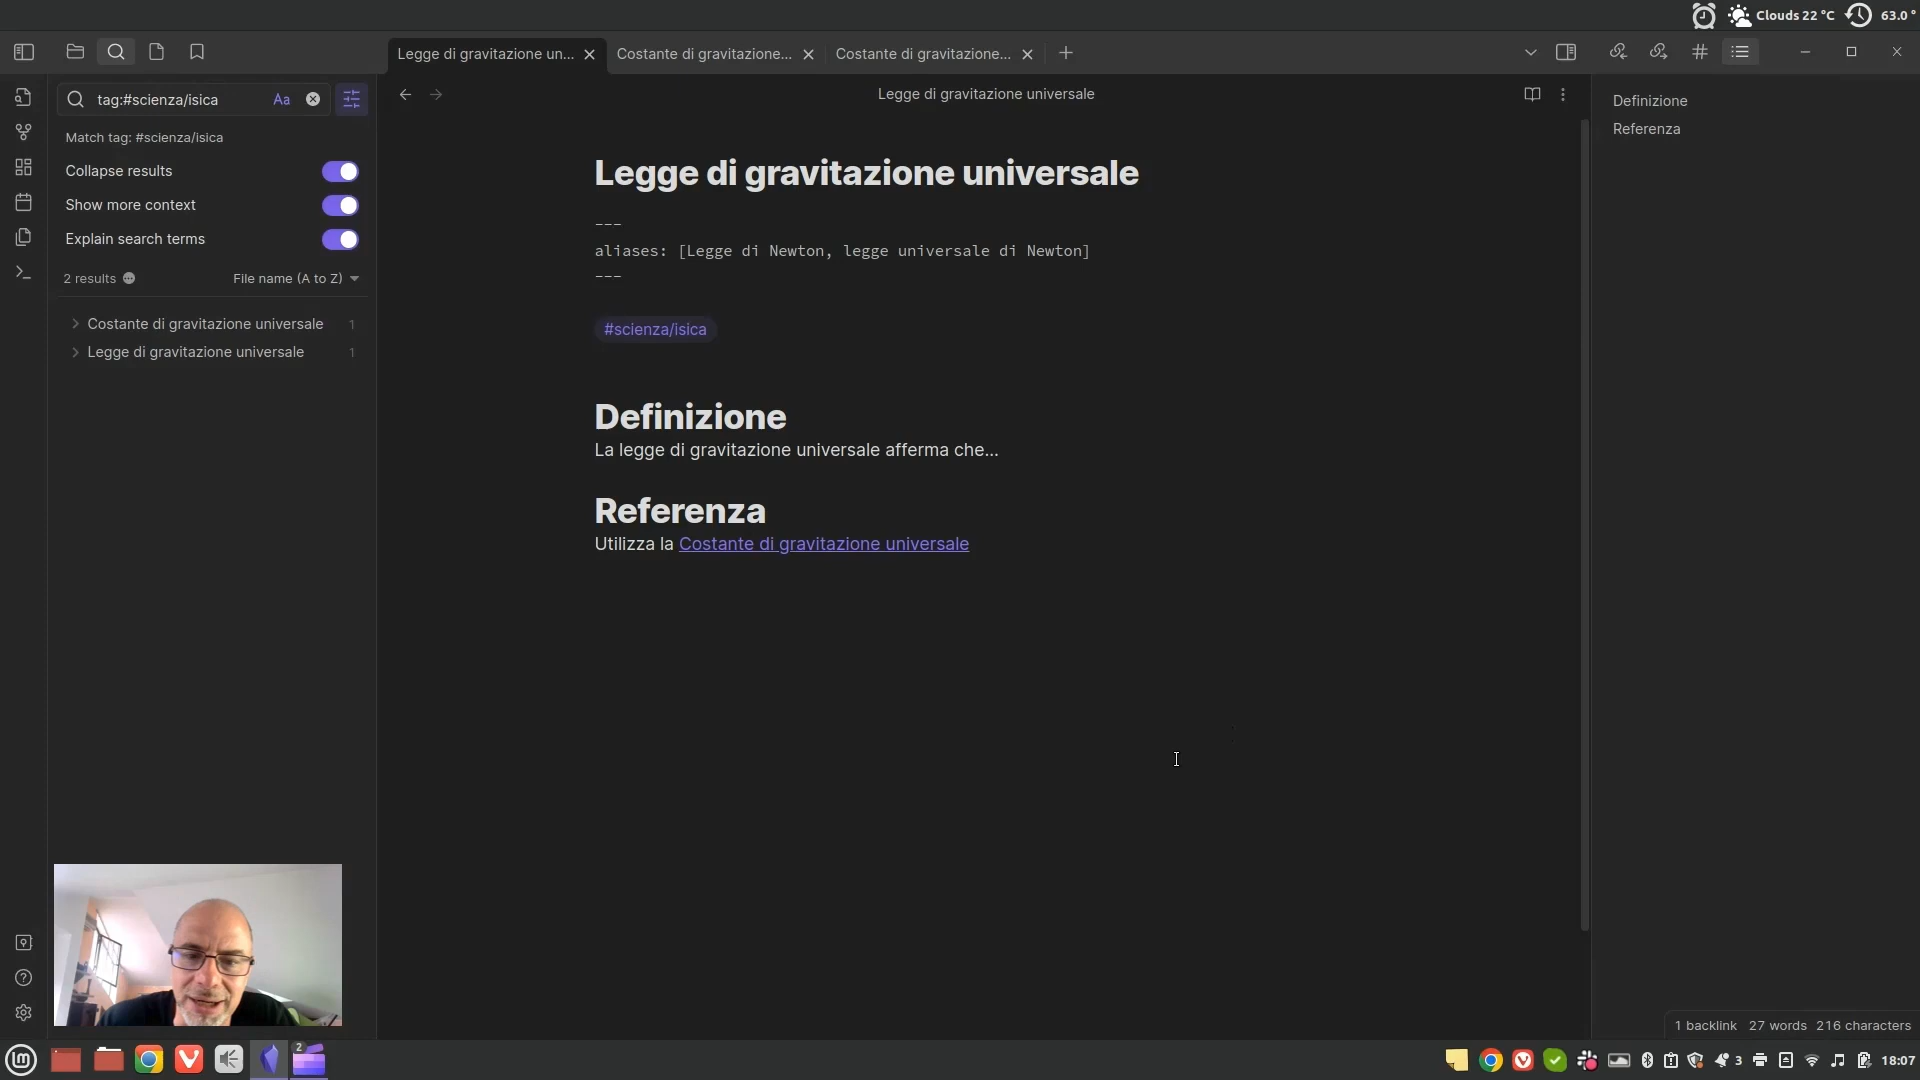 Clouds 22 °C 63.0 °
Legge di gravitazione un...
Costante di gravitazione...
Costante di gravitazione...
tag:#scienza/isica Aa
Match tag: #scienza/isica
Collapse results
Show more context
Explain search terms
2 results File name (A to Z)
Costante di gravitazione universale 1
Legge di gravitazione universale 1
Legge di gravitazione universale
Legge di gravitazione universale
---
aliases: [Legge di Newton, legge universale di Newton]
---
#scienza/isica
Definizione
La legge di gravitazione universale afferma che...
Referenza
Utilizza la Costante di gravitazione universale
Definizione
Referenza
1 backlink 27 words 216 characters
2
3
18:07